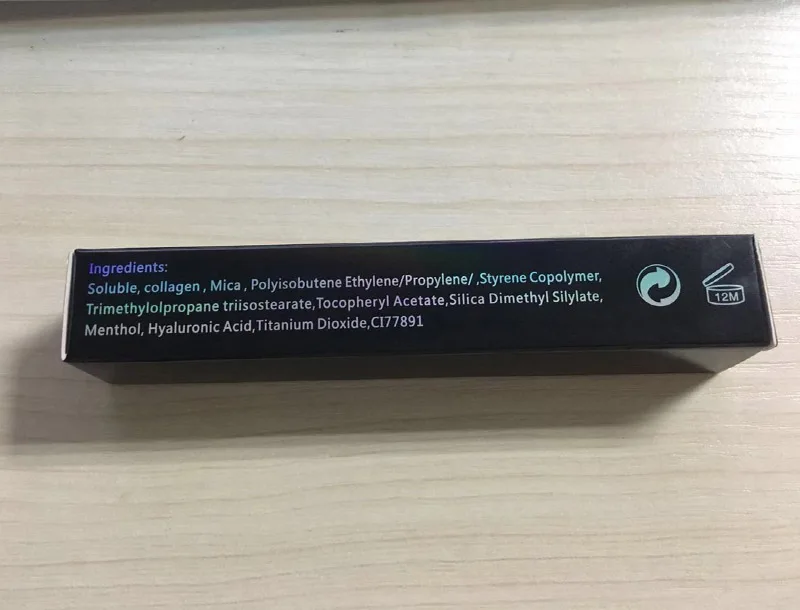 Ingredients:
Soluble, collagen , Mica , Polyisobutene Ethylene/Propylene/ ,Styrene Copolymer,
Trimethylolpropane triisostearate,Tocopheryl Acetate,Silica Dimethyl Silylate,
Menthol, Hyaluronic Acid,Titanium Dioxide,CI77891
12M